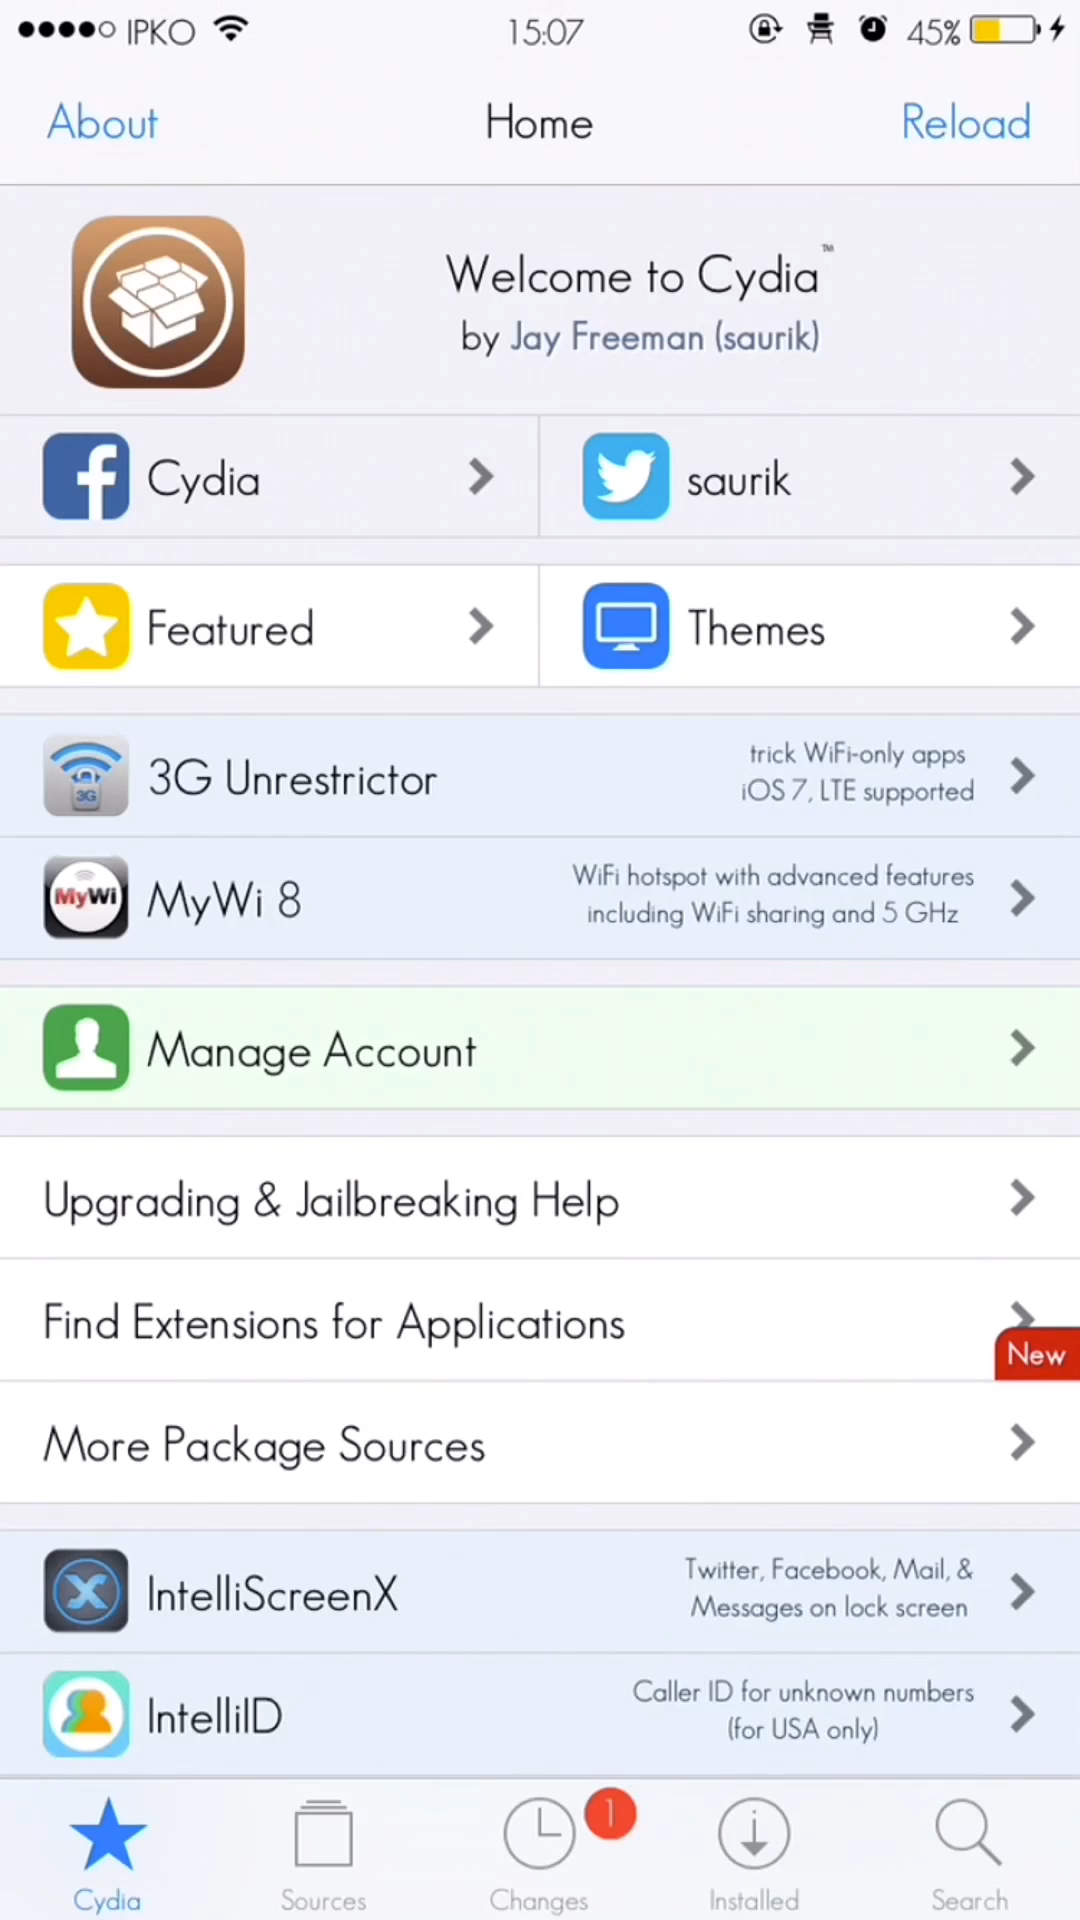 IPKO 15:07 45%
About Home Reload
Welcome to Cydia™
by Jay Freeman (saurik)
Cydia saurik
Featured Themes
3G
3G Unrestrictor
trick WiFi-only apps
iOS 7, LTE supported
MyWi
MyWi 8
WiFi hotspot with advanced features
including WiFi sharing and 5 GHz
Manage Account
Upgrading & Jailbreaking Help
Find Extensions for Applications
New
More Package Sources
IntelliScreenX
Twitter, Facebook, Mail, &
Messages on lock screen
IntelliID
Caller ID for unknown numbers
(for USA only)
1
Cydia Sources Changes Installed Search